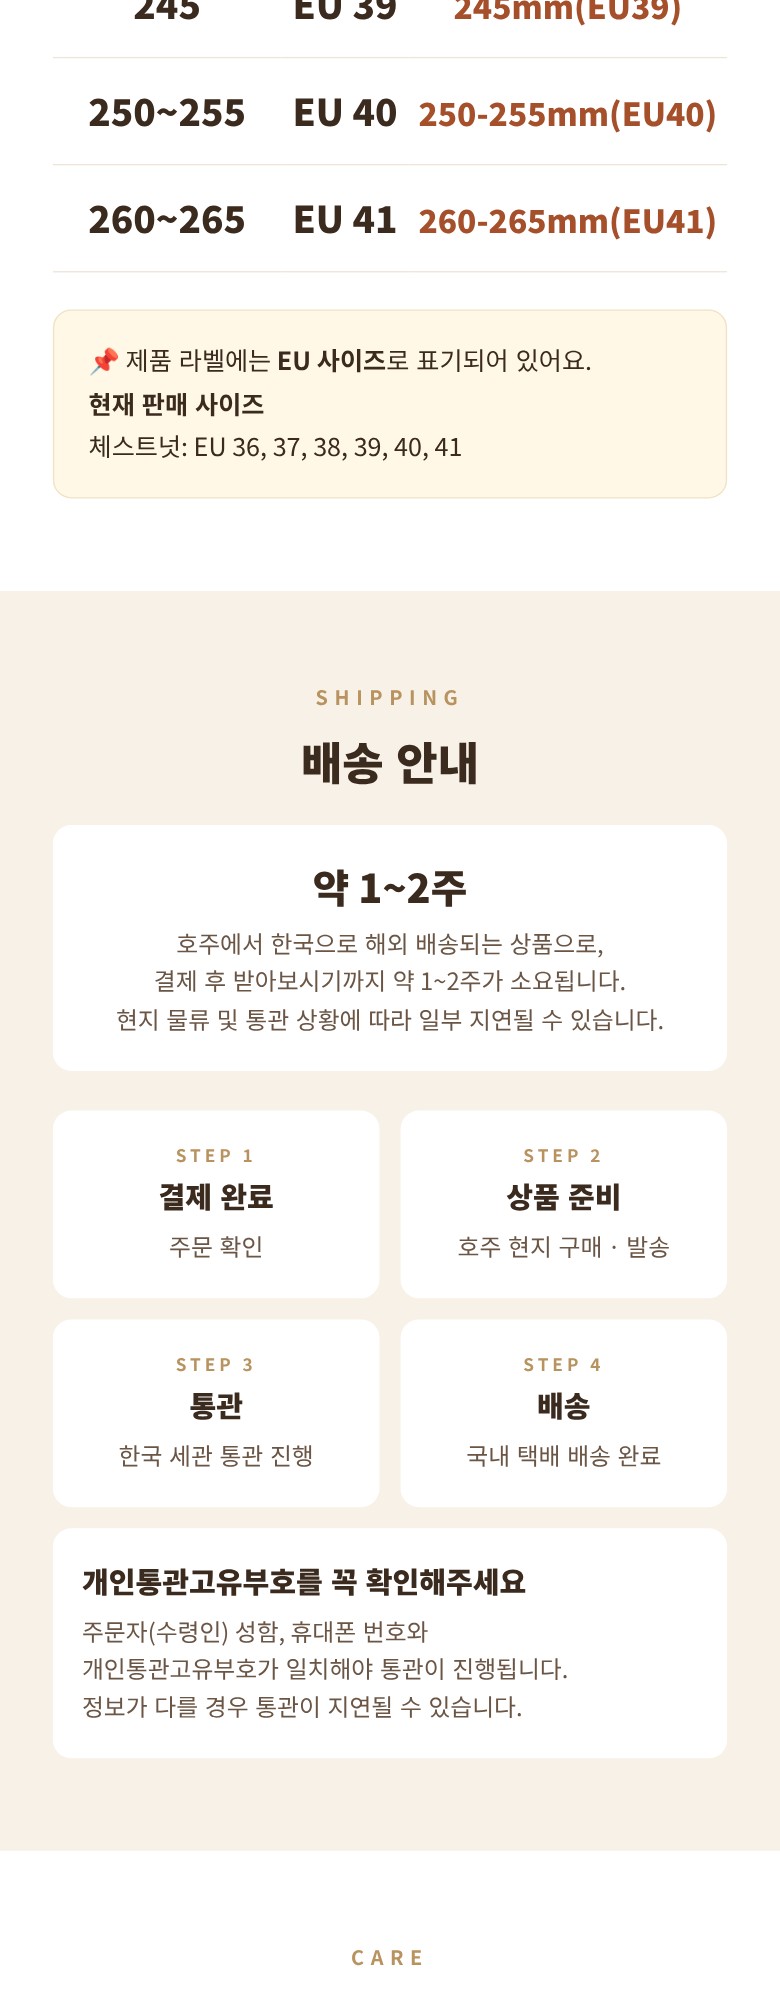 245 EU 39 245mm(EU39)
250~255 EU 40 250-255mm(EU40)
260~265 EU 41 260-265mm(EU41)
📌 제품 라벨에는 EU 사이즈로 표기되어 있어요.
현재 판매 사이즈
체스트넛: EU 36, 37, 38, 39, 40, 41
SHIPPING
배송 안내
약 1~2주
호주에서 한국으로 해외 배송되는 상품으로,
결제 후 받아보시기까지 약 1~2주가 소요됩니다.
현지 물류 및 통관 상황에 따라 일부 지연될 수 있습니다.
STEP 1
결제 완료
주문 확인
STEP 2
상품 준비
호주 현지 구매 · 발송
STEP 3
통관
한국 세관 통관 진행
STEP 4
배송
국내 택배 배송 완료
개인통관고유부호를 꼭 확인해주세요
주문자(수령인) 성함, 휴대폰 번호와
개인통관고유부호가 일치해야 통관이 진행됩니다.
정보가 다를 경우 통관이 지연될 수 있습니다.
CARE